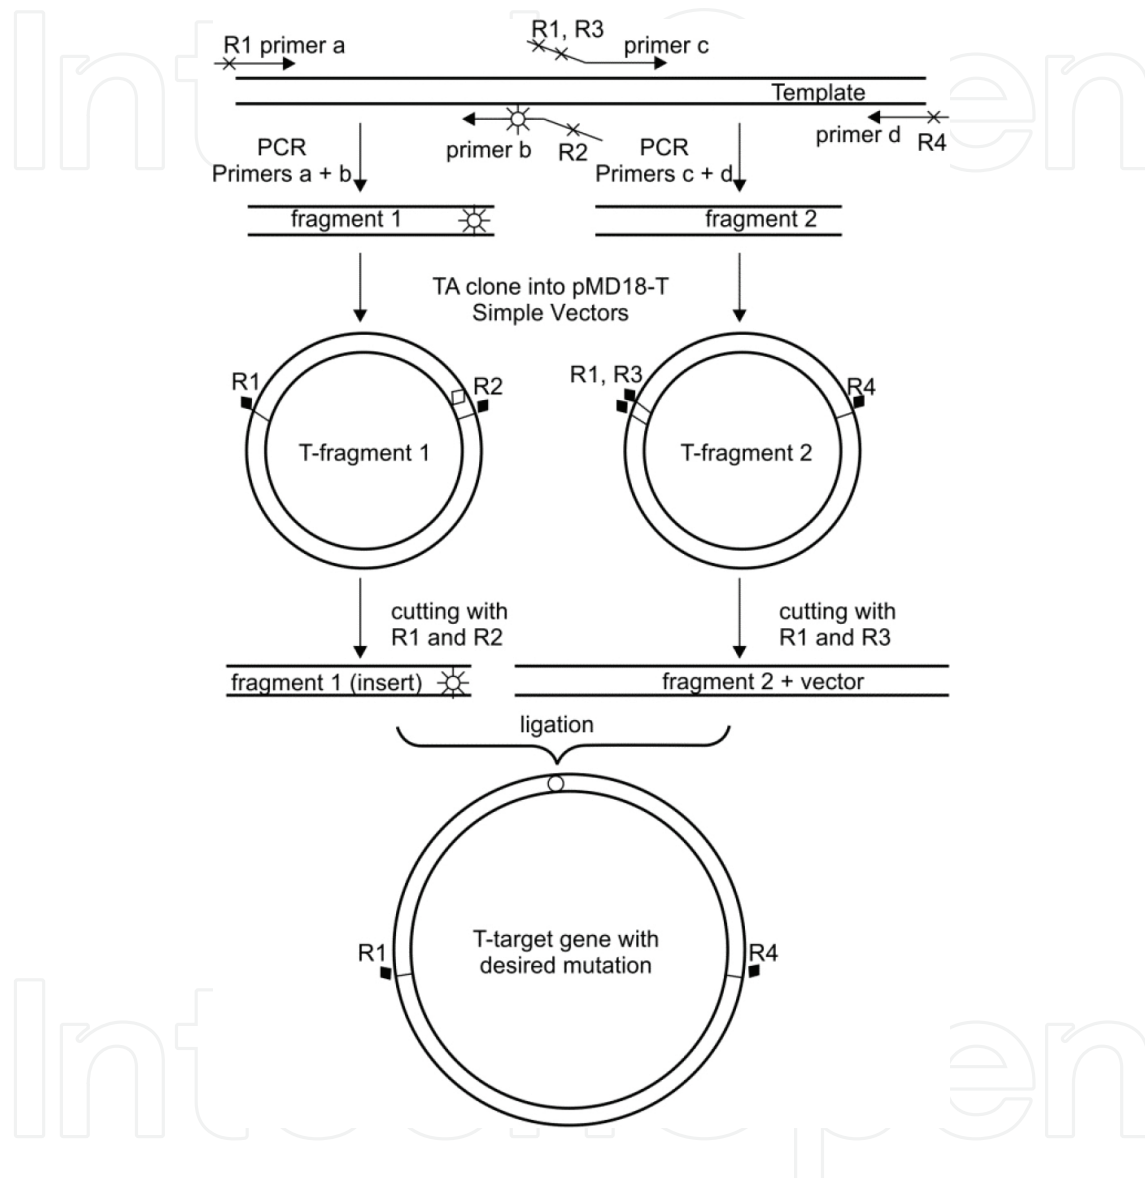 R1 primer a
R1, R3
primer c
Template
primer b
R2
primer d
R4
PCR
Primers a + b
PCR
Primers c + d
fragment 1
fragment 2
TA clone into pMD18-T
Simple Vectors
R1
R2
T-fragment 1
R1, R3
R4
T-fragment 2
cutting with
R1 and R2
cutting with
R1 and R3
fragment 1 (insert)
fragment 2 + vector
ligation
R1
R4
T-target gene with
desired mutation